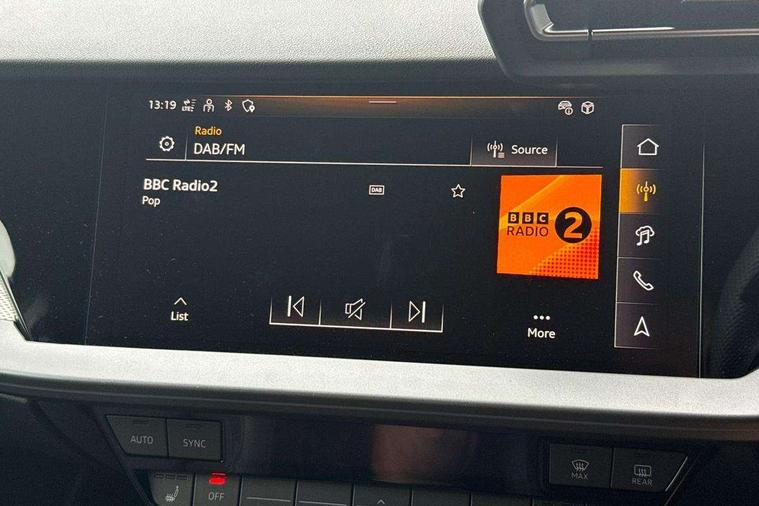 13:19 LTE
Radio
DAB/FM
Source
BBC Radio2
DAB
Pop
BBC
RADIO 2
List
More
AUTO
SYNC
OFF
MAX
REAR